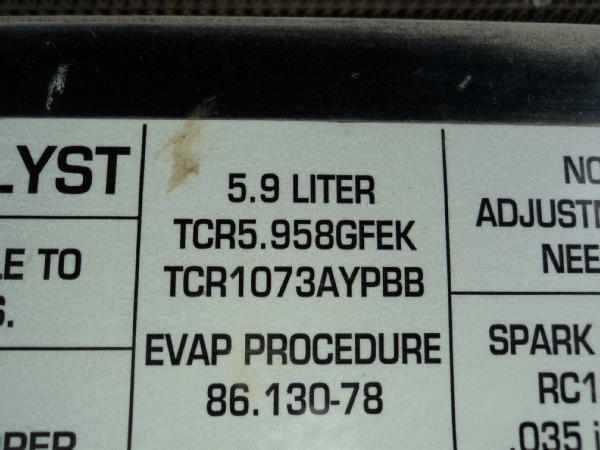 LYST
LE TO
S.
5.9 LITER
TCR5.958GFEK
TCR1073AYPBB
EVAP PROCEDURE
86.130-78
NO
ADJUSTM
NEE
SPARK
RC1
.035 i